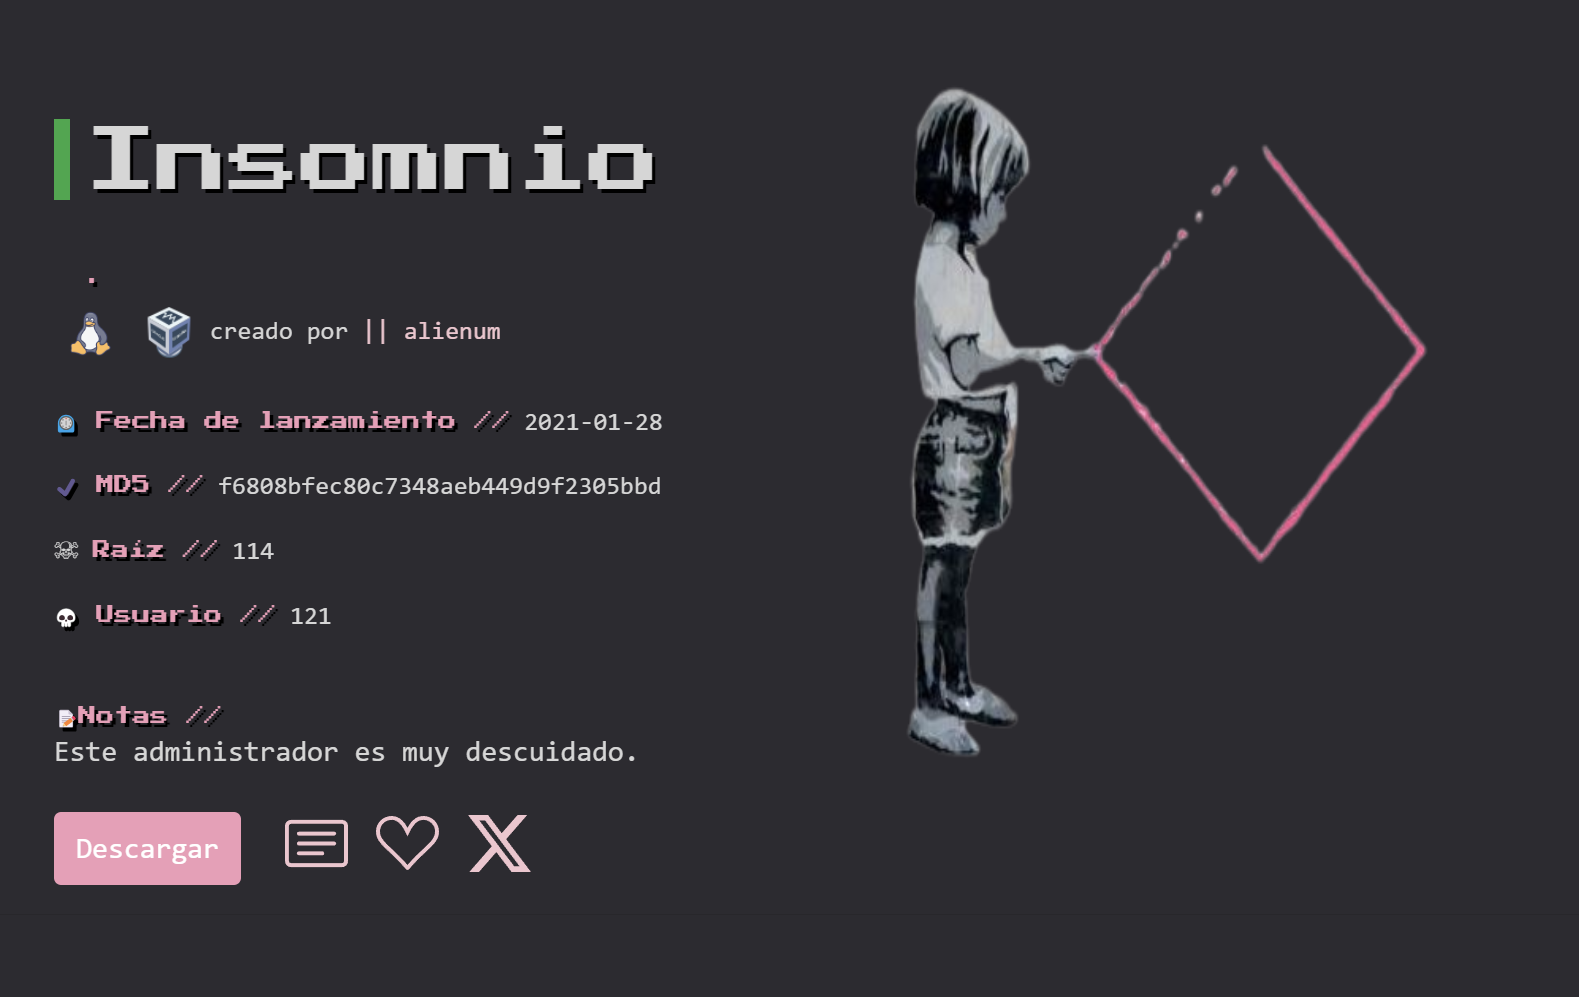 Insomnio
.
creado por || alienum
Fecha de lanzamiento // 2021-01-28
MD5 // f6808bfec80c7348aeb449d9f2305bbd
Raíz // 114
Usuario // 121
Notas //
Este administrador es muy descuidado.
Descargar